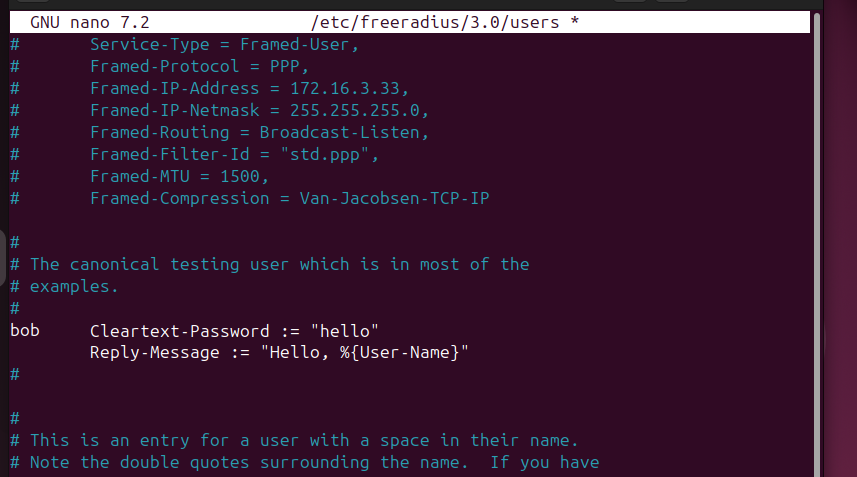 GNU nano 7.2 /etc/freeradius/3.0/users *
# Service-Type = Framed-User,
# Framed-Protocol = PPP,
# Framed-IP-Address = 172.16.3.33,
# Framed-IP-Netmask = 255.255.255.0,
# Framed-Routing = Broadcast-Listen,
# Framed-Filter-Id = "std.ppp",
# Framed-MTU = 1500,
# Framed-Compression = Van-Jacobsen-TCP-IP
#
# The canonical testing user which is in most of the
# examples.
#
bob Cleartext-Password := "hello"
Reply-Message := "Hello, %{User-Name}"
#
#
# This is an entry for a user with a space in their name.
# Note the double quotes surrounding the name. If you have